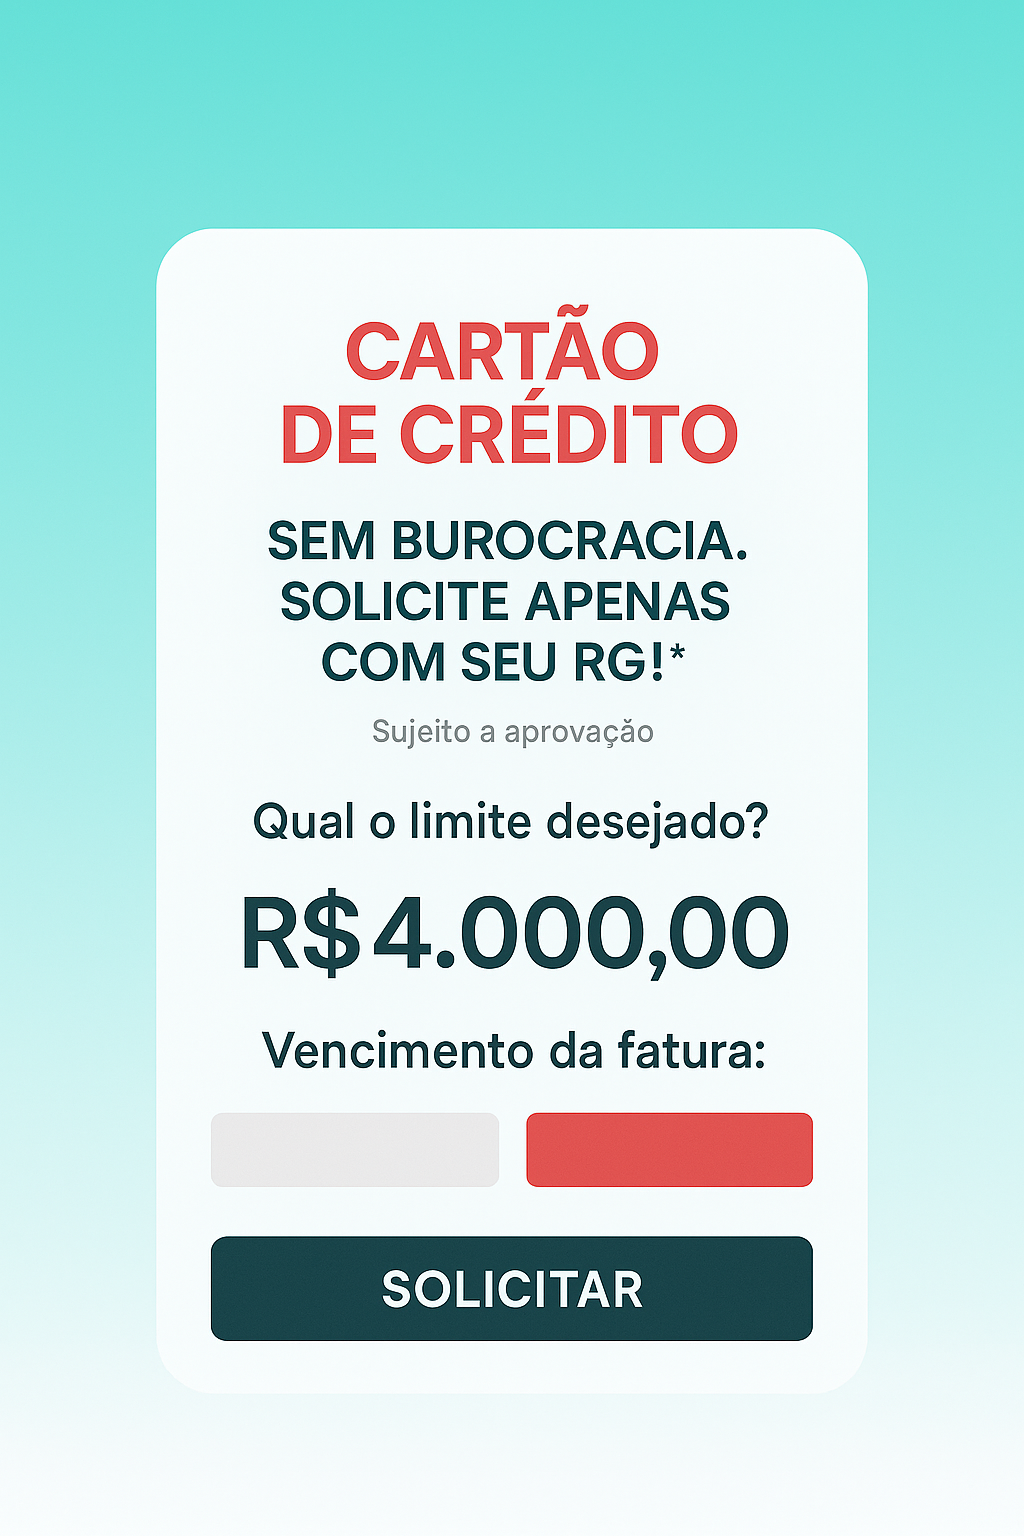 CARTÃO
DE CRÉDITO
SEM BUROCRACIA.
SOLICITE APENAS
COM SEU RG!*
Sujeito a aprovação
Qual o limite desejado?
R$ 4.000,00
Vencimento da fatura:
SOLICITAR